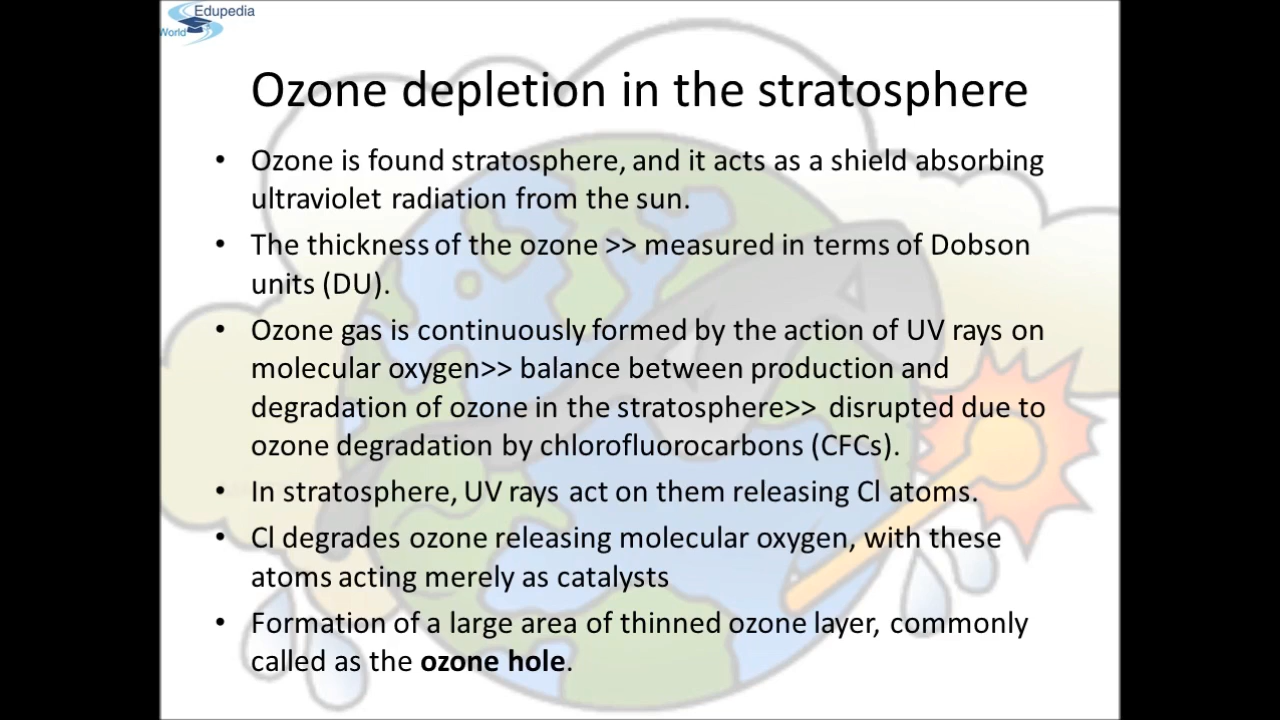 Edupedia
World
Ozone depletion in the stratosphere
• Ozone is found stratosphere, and it acts as a shield absorbing
ultraviolet radiation from the sun.
• The thickness of the ozone >> measured in terms of Dobson
units (DU).
• Ozone gas is continuously formed by the action of UV rays on
molecular oxygen>> balance between production and
degradation of ozone in the stratosphere>> disrupted due to
ozone degradation by chlorofluorocarbons (CFCs).
• In stratosphere, UV rays act on them releasing Cl atoms.
• Cl degrades ozone releasing molecular oxygen, with these
atoms acting merely as catalysts
• Formation of a large area of thinned ozone layer, commonly
called as the ozone hole.